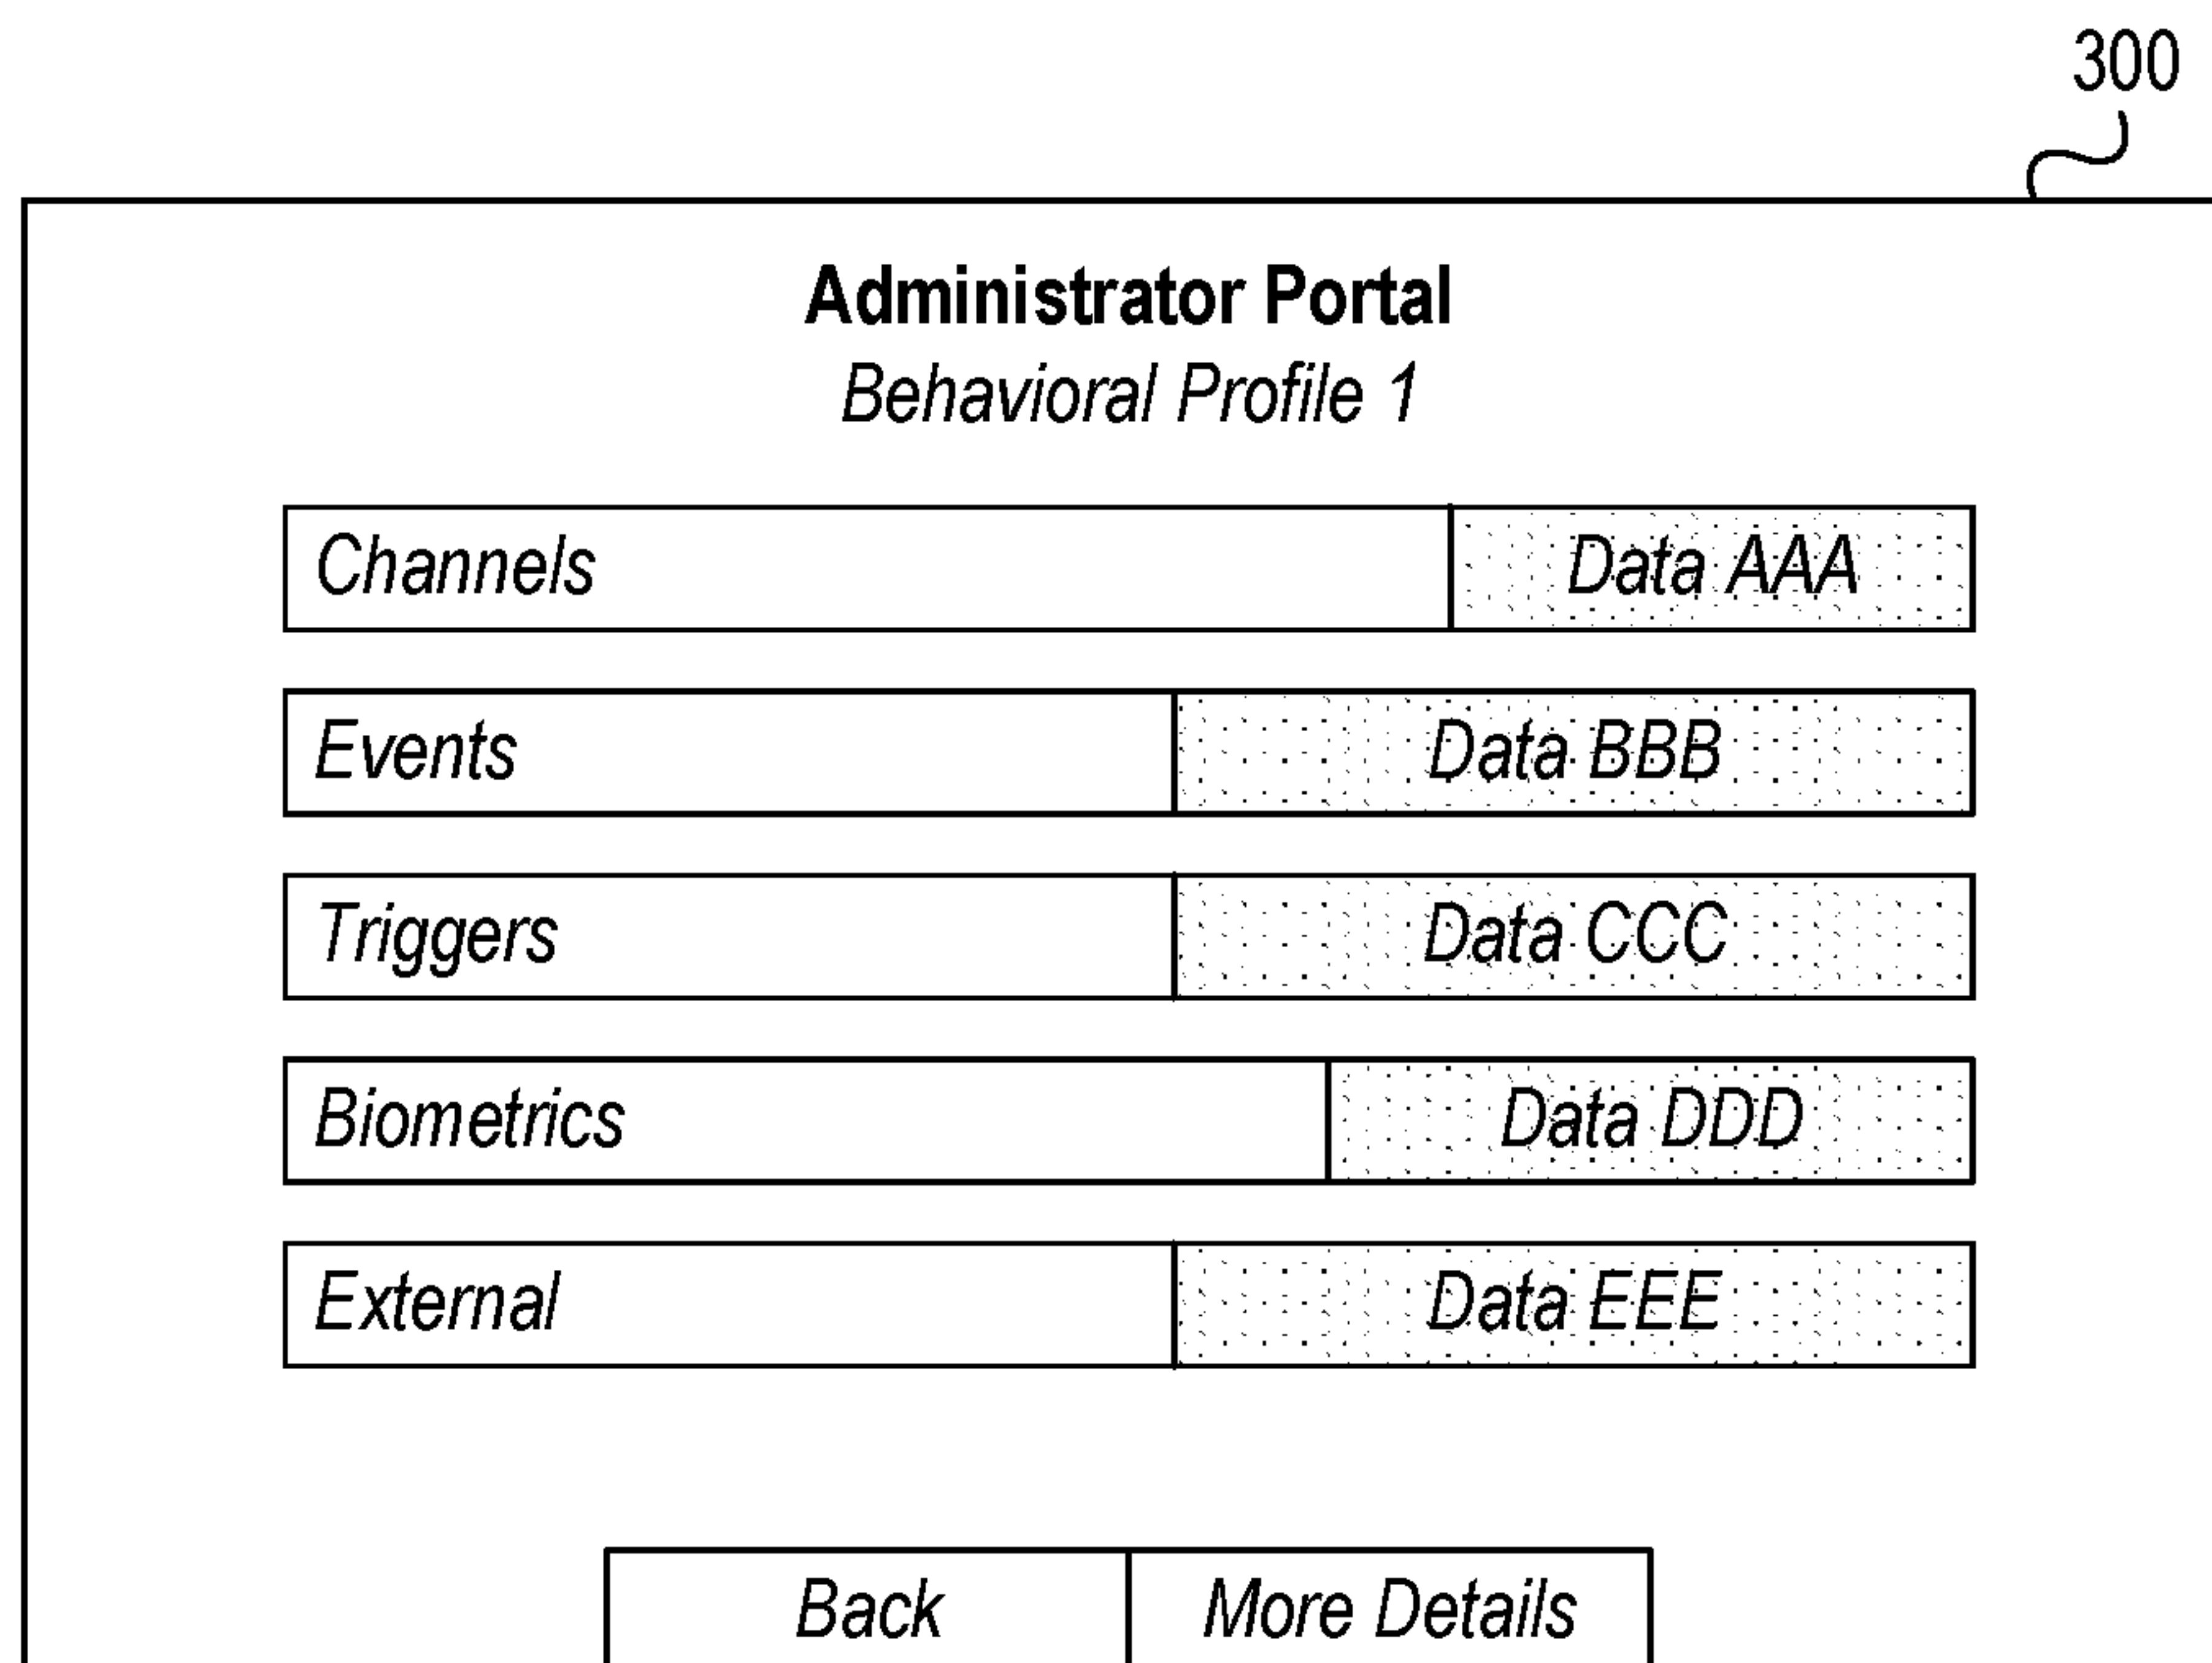 300
Administrator Portal
Behavioral Profile 1
Channels Data AAA
Events Data BBB
Triggers Data CCC
Biometrics Data DDD
External Data EEE
Back More Details